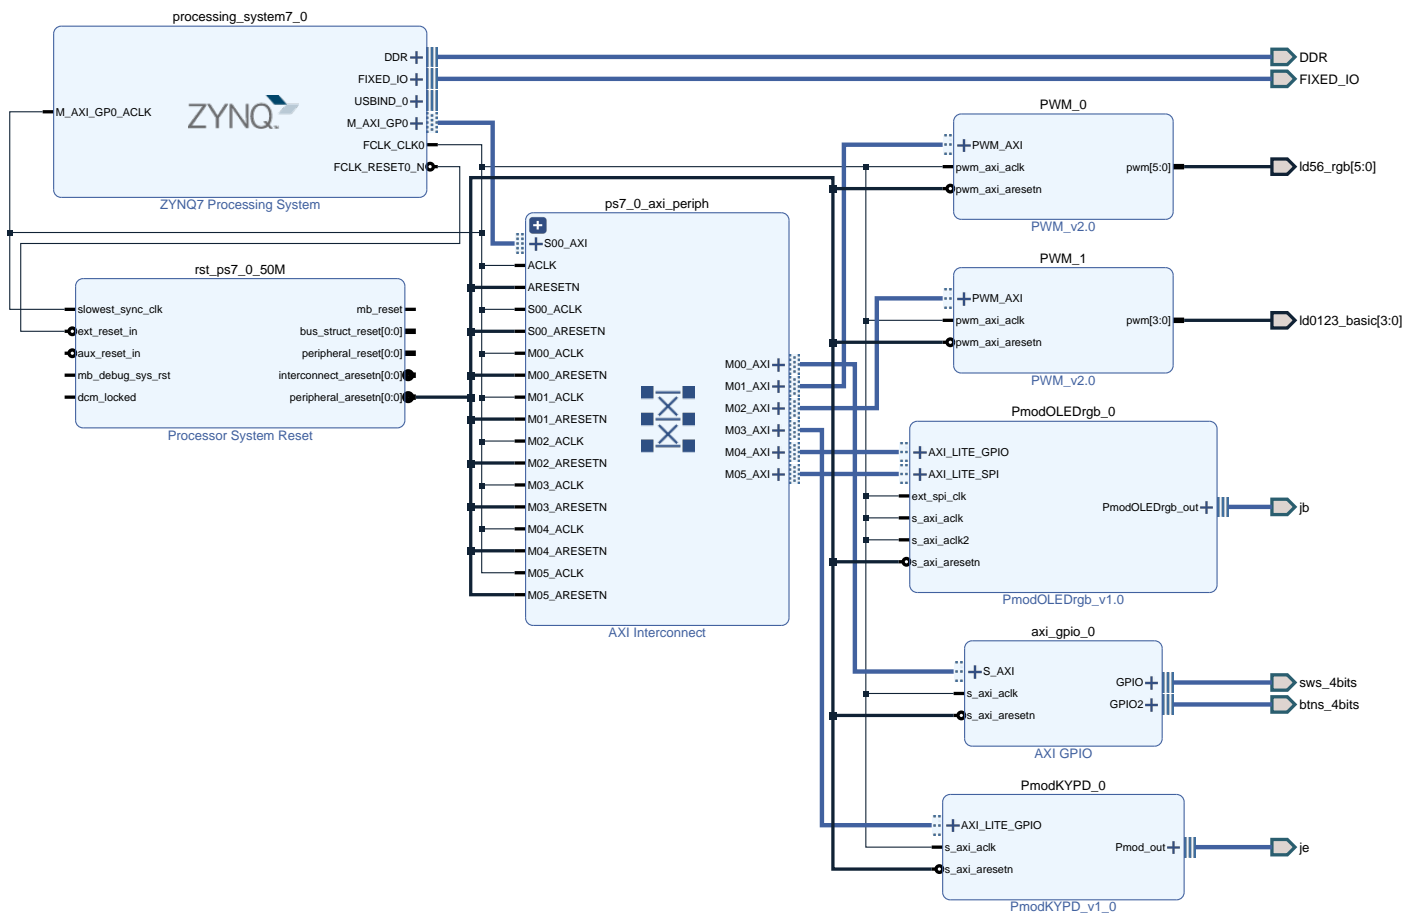 processing_system7_0
DDR
FIXED_IO
USBIND_0
M_AXI_GP0
FCLK_CLK0
FCLK_RESET0_N
M_AXI_GP0_ACLK
ZYNQ
ZYNQ7 Processing System
rst_ps7_0_50M
slowest_sync_clk
ext_reset_in
aux_reset_in
mb_debug_sys_rst
dcm_locked
mb_reset
bus_struct_reset[0:0]
peripheral_reset[0:0]
interconnect_aresetn[0:0]
peripheral_aresetn[0:0]
Processor System Reset
ps7_0_axi_periph
S00_AXI
ACLK
ARESETN
S00_ACLK
S00_ARESETN
M00_ACLK
M00_ARESETN
M01_ACLK
M01_ARESETN
M02_ACLK
M02_ARESETN
M03_ACLK
M03_ARESETN
M04_ACLK
M04_ARESETN
M05_ACLK
M05_ARESETN
M00_AXI
M01_AXI
M02_AXI
M03_AXI
M04_AXI
M05_AXI
AXI Interconnect
PWM_0
PWM_AXI
pwm_axi_aclk
pwm_axi_aresetn
pwm[5:0]
PWM_v2.0
PWM_1
PWM_AXI
pwm_axi_aclk
pwm_axi_aresetn
pwm[3:0]
PWM_v2.0
PmodOLEDrgb_0
AXI_LITE_GPIO
AXI_LITE_SPI
ext_spi_clk
s_axi_aclk
s_axi_aclk2
s_axi_aresetn
PmodOLEDrgb_out
PmodOLEDrgb_v1.0
axi_gpio_0
S_AXI
s_axi_aclk
s_axi_aresetn
GPIO
GPIO2
AXI GPIO
PmodKYPD_0
AXI_LITE_GPIO
s_axi_aclk
s_axi_aresetn
Pmod_out
PmodKYPD_v1_0
DDR
FIXED_IO
ld56_rgb[5:0]
ld0123_basic[3:0]
jb
sws_4bits
btns_4bits
je